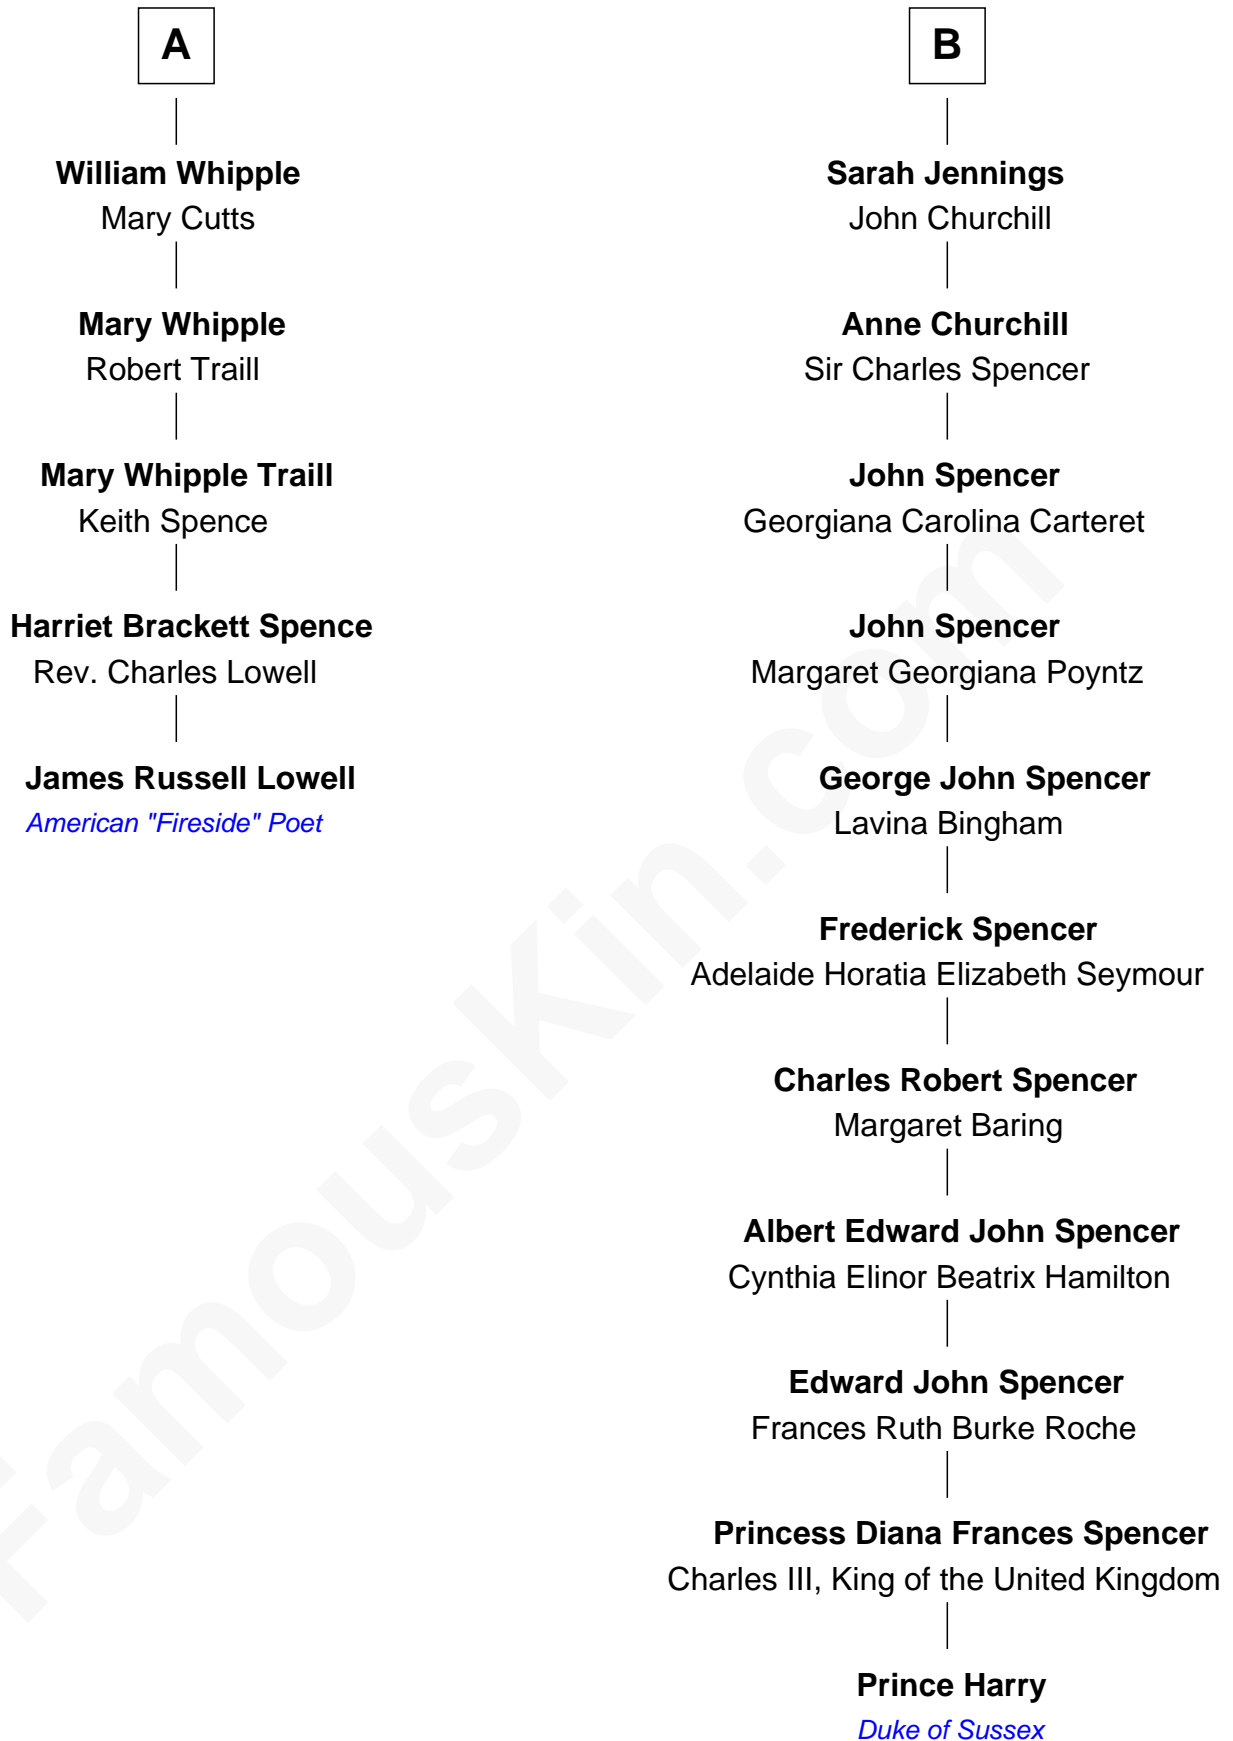 A
William Whipple
Mary Cutts
Mary Whipple
Robert Traill
Mary Whipple Traill
Keith Spence
Harriet Brackett Spence
Rev. Charles Lowell
James Russell Lowell
American "Fireside" Poet
B
Sarah Jennings
John Churchill
Anne Churchill
Sir Charles Spencer
John Spencer
Georgiana Carolina Carteret
John Spencer
Margaret Georgiana Poyntz
George John Spencer
Lavina Bingham
Frederick Spencer
Adelaide Horatia Elizabeth Seymour
Charles Robert Spencer
Margaret Baring
Albert Edward John Spencer
Cynthia Elinor Beatrix Hamilton
Edward John Spencer
Frances Ruth Burke Roche
Princess Diana Frances Spencer
Charles III, King of the United Kingdom
Prince Harry
Duke of Sussex
FamousKin.com